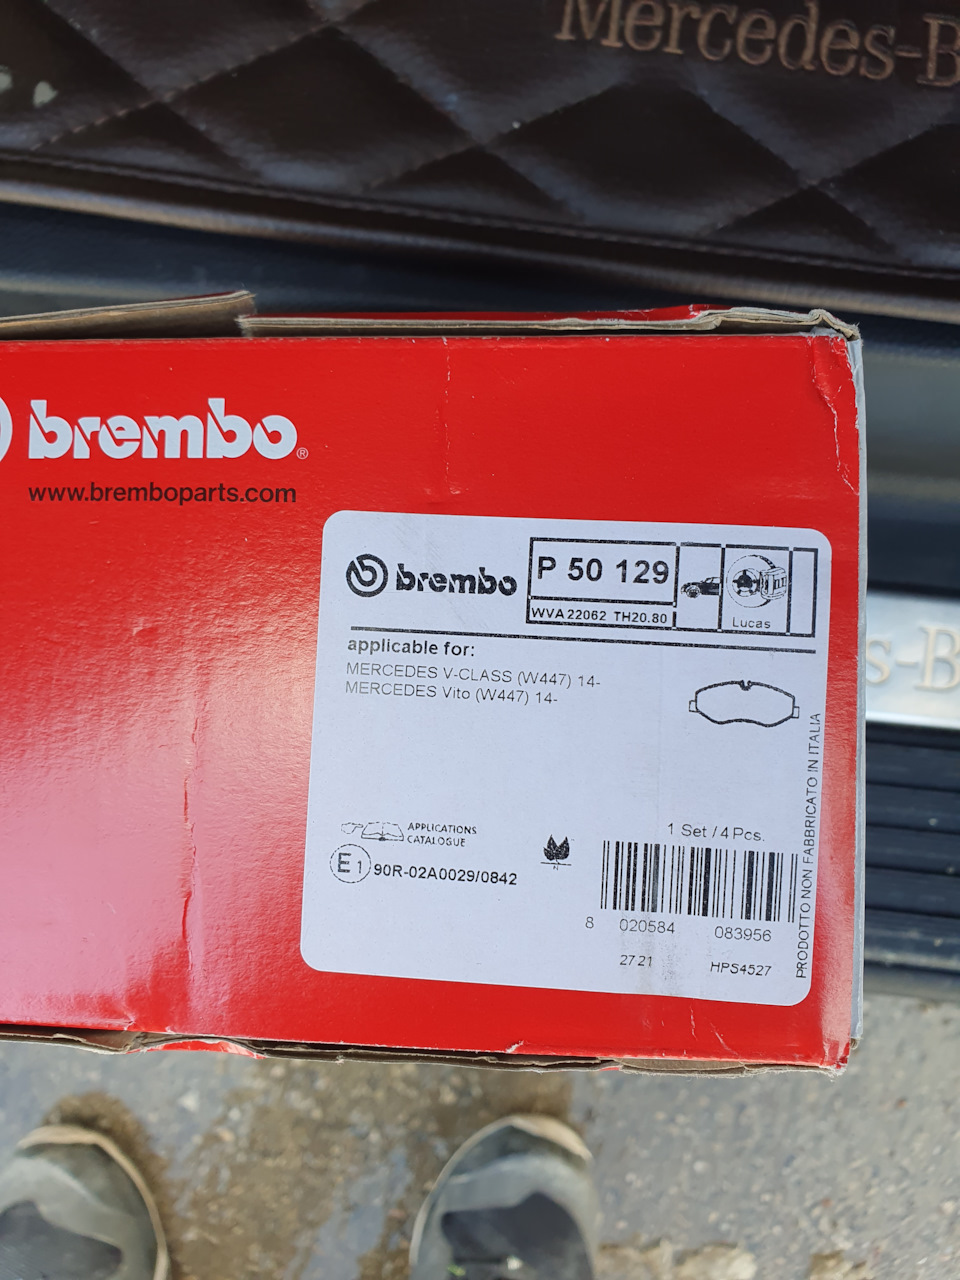 Mercedes-B
brembo®
www.bremboparts.com
brembo
P 50 129
WVA 22062 TH20.80
Lucas
applicable for:
MERCEDES V-CLASS (W447) 14-
MERCEDES Vito (W447) 14-
s-B
PRODOTTO NON FABBRICATO IN ITALIA
APPLICATIONS
CATALOGUE
1 Set / 4 Pcs.
E1 90R-02A0029/0842
8 020584 083956
2721 HPS4527